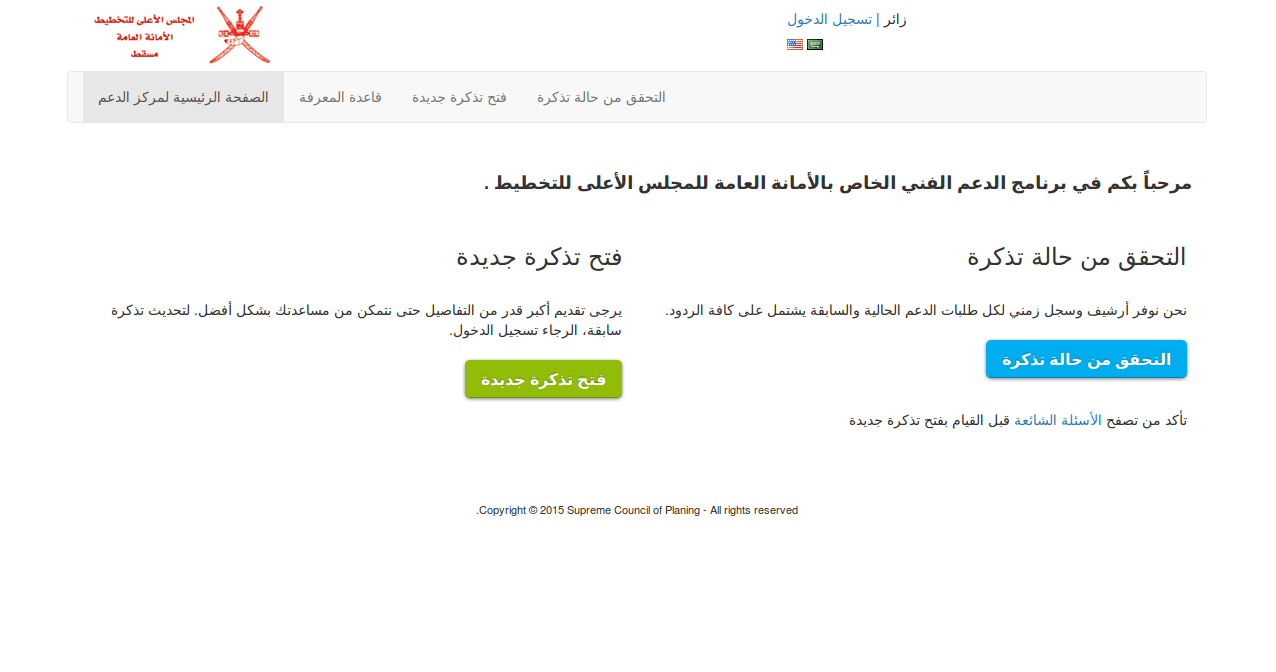 المجلس الأعلى للتخطيط
الأمانة العامة
مسقط
زائر | تسجيل الدخول
الصفحة الرئيسية لمركز الدعم
قاعدة المعرفة
فتح تذكرة جديدة
التحقق من حالة تذكرة
مرحباً بكم في برنامج الدعم الفني الخاص بالأمانة العامة للمجلس الأعلى للتخطيط .
التحقق من حالة تذكرة
نحن نوفر أرشيف وسجل زمني لكل طلبات الدعم الحالية والسابقة يشتمل على كافة الردود.
التحقق من حالة تذكرة
تأكد من تصفح الأسئلة الشائعة قبل القيام بفتح تذكرة جديدة
فتح تذكرة جديدة
يرجى تقديم أكبر قدر من التفاصيل حتى نتمكن من مساعدتك بشكل أفضل. لتحديث تذكرة
سابقة، الرجاء تسجيل الدخول.
فتح تذكرة جديدة
.Copyright © 2015 Supreme Council of Planing - All rights reserved